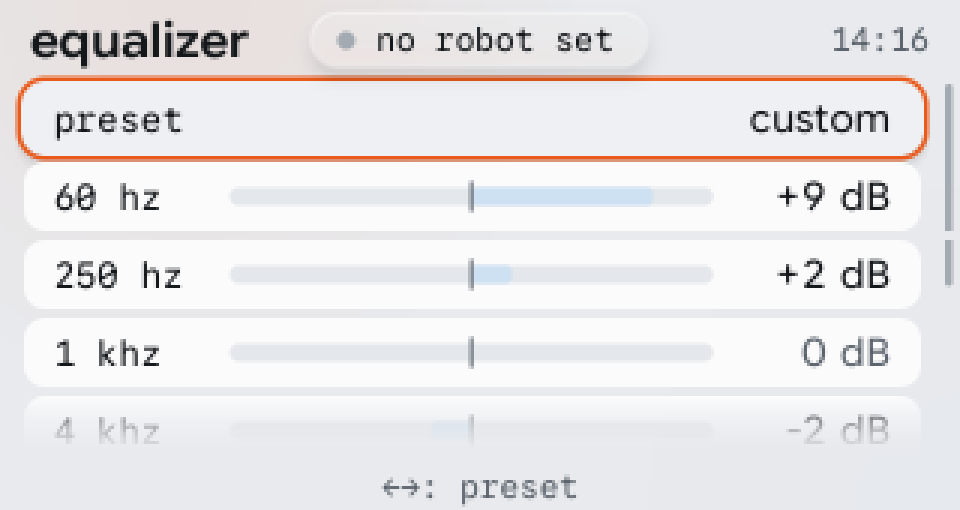 equalizer
no robot set
14:16
preset custom
60 hz +9 dB
250 hz +2 dB
1 khz 0 dB
4 khz -2 dB
↔: preset